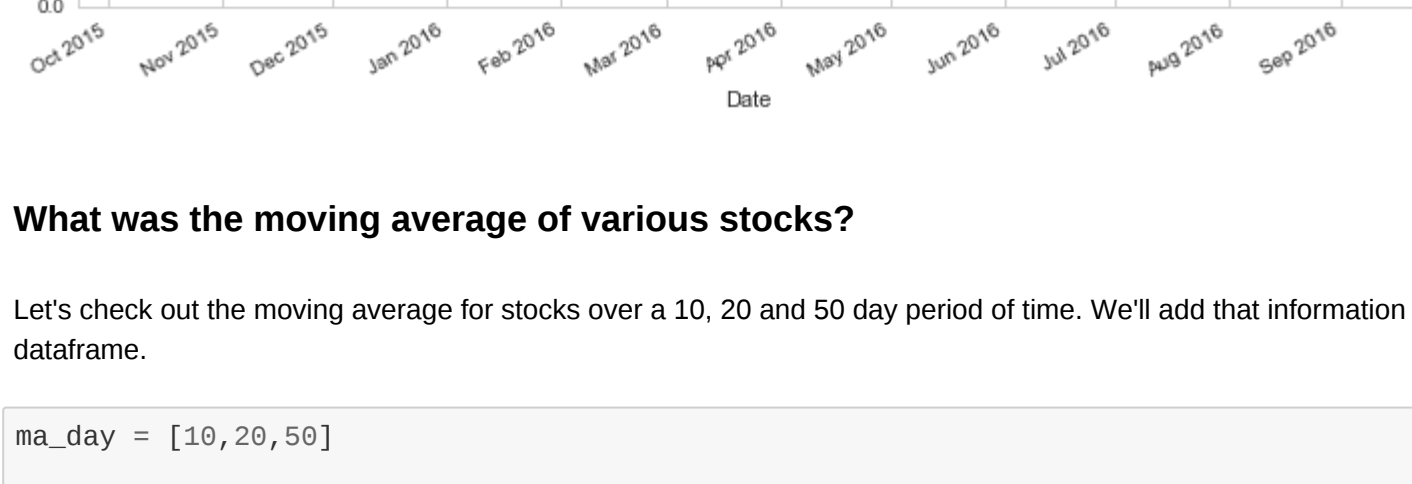 0.0
Oct 2015 Nov 2015 Dec 2015 Jan 2016 Feb 2016 Mar 2016 Apr 2016 May 2016 Jun 2016 Jul 2016 Aug 2016 Sep 2016
Date
What was the moving average of various stocks?
Let's check out the moving average for stocks over a 10, 20 and 50 day period of time. We'll add that information
dataframe.
ma_day = [10,20,50]